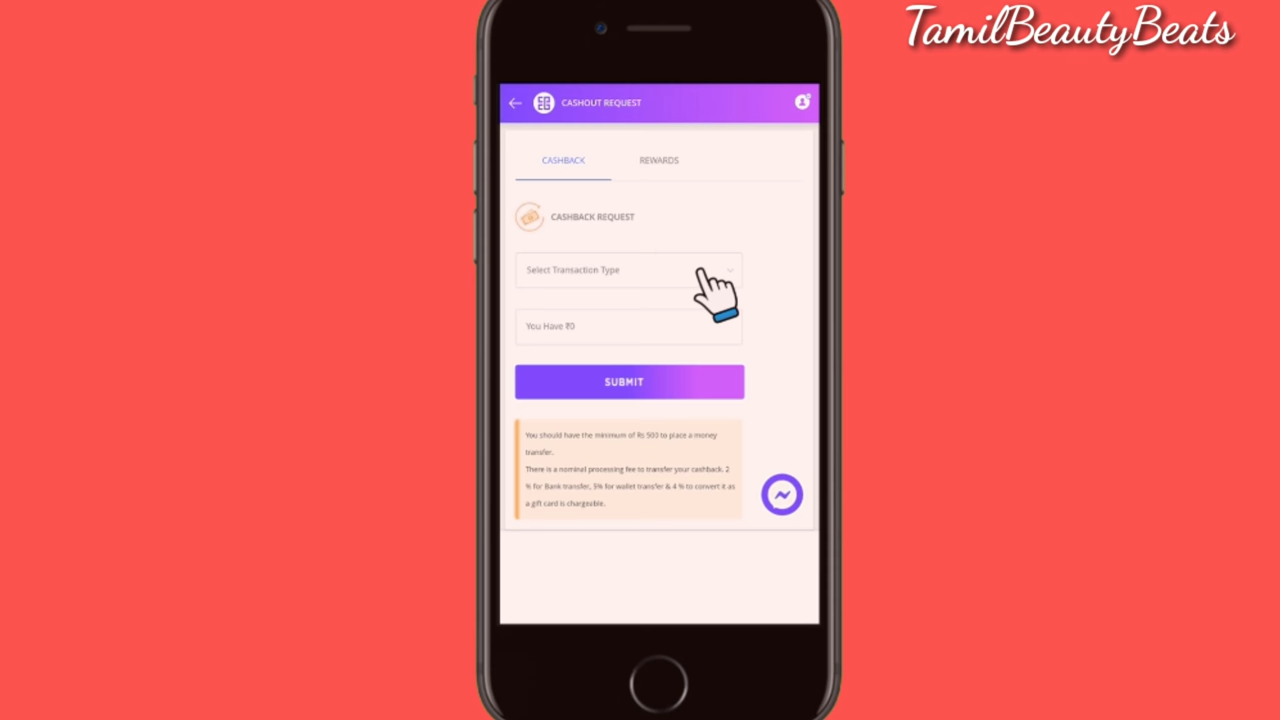 TamilBeautyBeats
CASHOUT REQUEST
CASHBACK
REWARDS
CASHBACK REQUEST
Select Transaction Type
You Have ₹0
SUBMIT
You should have the minimum of Rs 500 to place a money
transfer.
There is a nominal processing fee to transfer your cashback. 2
% for Bank transfer, 3% for wallet transfer & 4 % to convert it as
a gift card is chargeable.